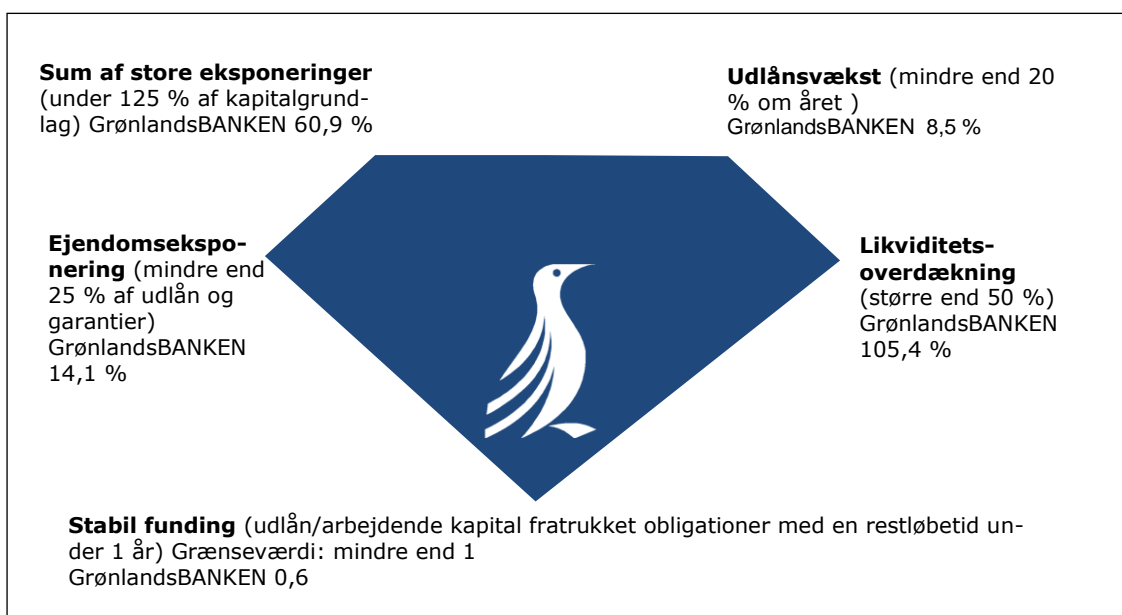 Sum af store eksponeringer
(under 125 % af kapitalgrund-
lag) GrønlandsBANKEN 60,9 %
Udlånsvækst (mindre end 20
% om året )
GrønlandsBANKEN 8,5 %
Ejendomsekspo-
nering (mindre end
25 % af udlån og
garantier)
GrønlandsBANKEN
14,1 %
Likviditets-
overdækning
(større end 50 %)
GrønlandsBANKEN
105,4 %
Stabil funding (udlån/arbejdende kapital fratrukket obligationer med en restløbetid un-
der 1 år) Grænseværdi: mindre end 1
GrønlandsBANKEN 0,6